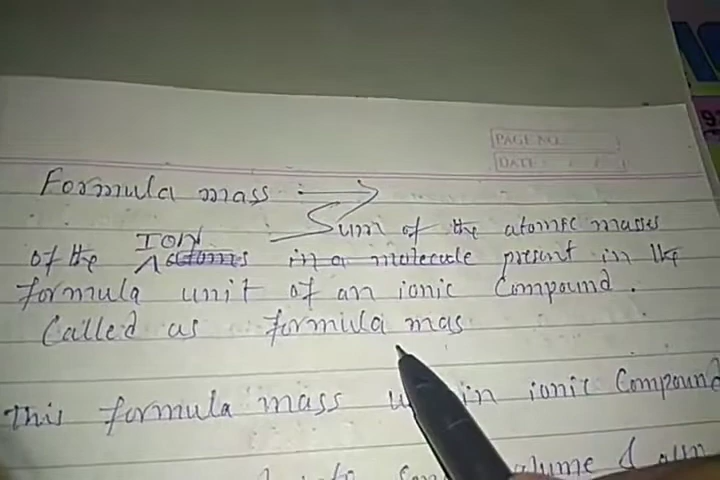 PAGE NO.
DATE: / /
Formula mass →
Sum of the atomic masses
of the ION in a molecule present in the
formula unit of an ionic Compound.
Called as formula mas
This formula mass in ionic Compound